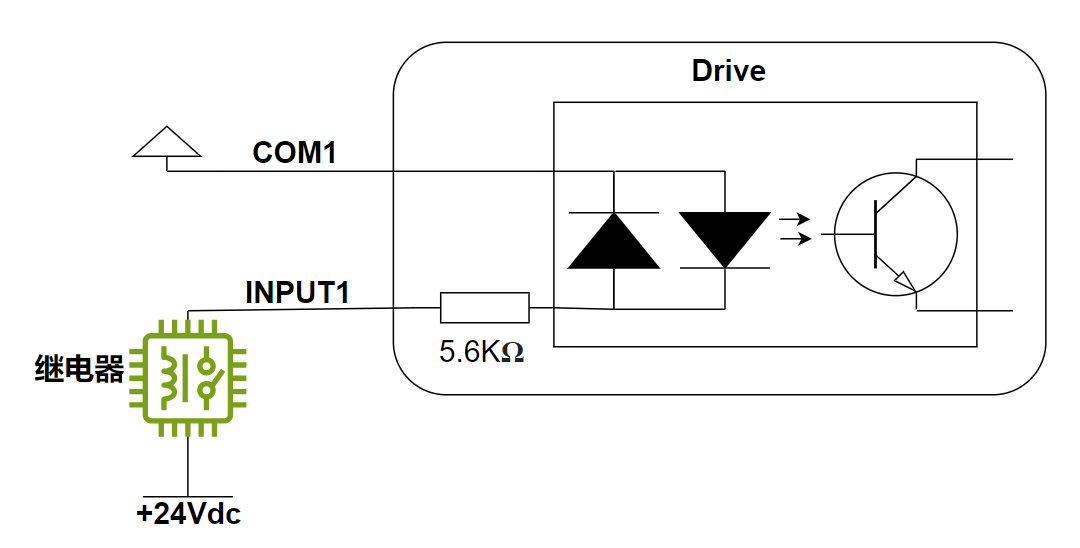 Drive
COM1
INPUT1
5.6KΩ
继电器
+24Vdc